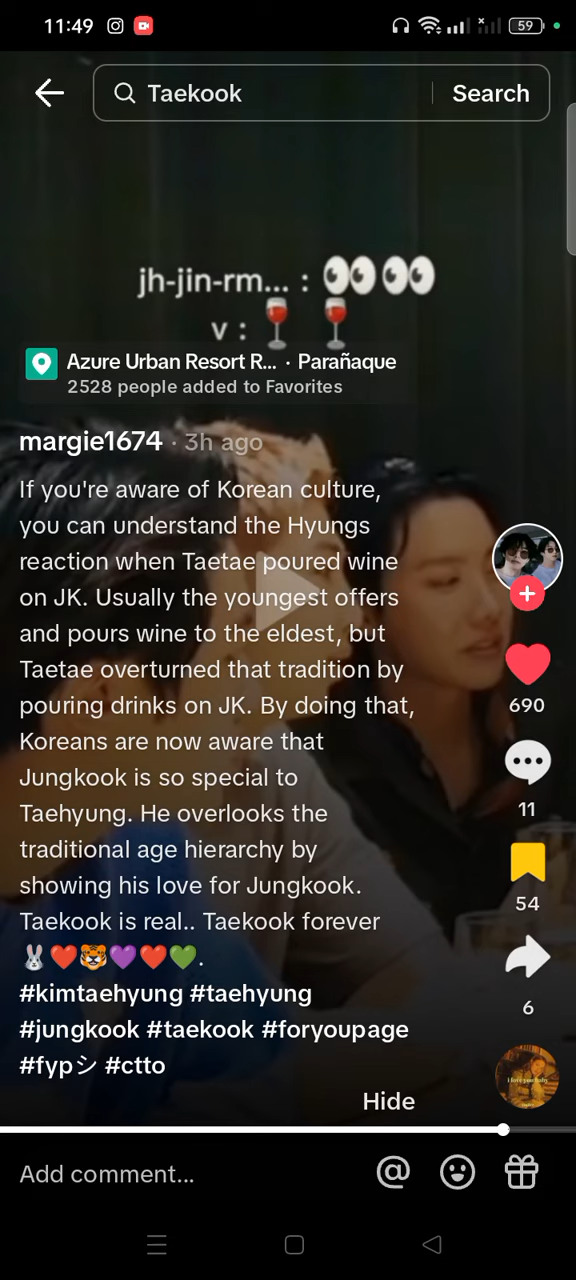 11:49
59
Taekook
Search
jh-jin-rm... : 👀👀
v : 🍷 🍷
Azure Urban Resort R... · Parañaque
2528 people added to Favorites
margie1674 · 3h ago
If you're aware of Korean culture,
you can understand the Hyungs
reaction when Taetae poured wine
on JK. Usually the youngest offers
and pours wine to the eldest, but
Taetae overturned that tradition by
pouring drinks on JK. By doing that,
Koreans are now aware that
Jungkook is so special to
Taehyung. He overlooks the
traditional age hierarchy by
showing his love for Jungkook.
Taekook is real.. Taekook forever
🐰❤️🐯💜❤️💚.
#kimtaehyung #taehyung
#jungkook #taekook #foryoupage
#fypシ #ctto
690
11
54
6
i love you baby
Hide
Add comment...